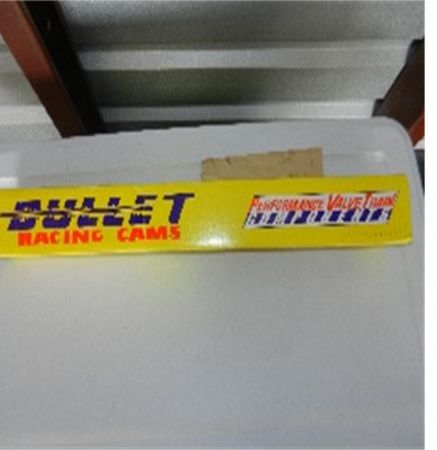 BULLET
RACING CAMS
PERFORMANCE VALVE TRAIN